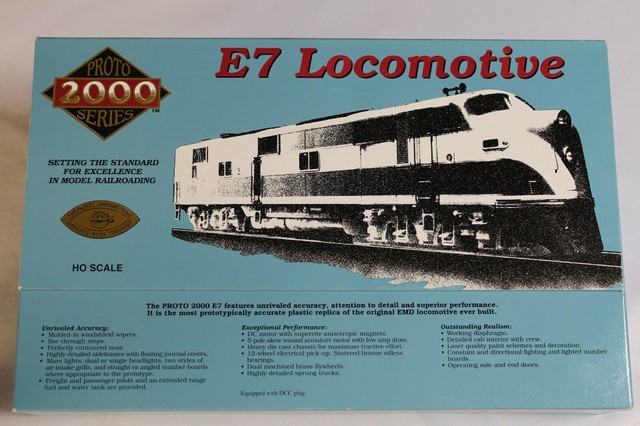 PROTO
2000
SERIES
TM
E7 Locomotive
SETTING THE STANDARD
FOR EXCELLENCE
IN MODEL RAILROADING
HO SCALE
The PROTO 2000 E7 features unrivaled accuracy, attention to detail and superior performance.
It is the most prototypically accurate plastic replica of the original EMD locomotive ever built.
Unrivaled Accuracy:
• Molded-in windshield wipers.
• See-through steps.
• Perfectly contoured nose.
• Highly detailed sideframes with floating journal covers.
• Mars lights, dual or single headlights, two styles of
air intake grills, and straight or angled number boards
where appropriate to the prototype.
• Freight and passenger pilots and an extended range
fuel and water tank are provided.
Exceptional Performance:
• DC motor with superrite anisotropic magnets.
• 5-pole skew wound armature motor with low amp draw.
• Heavy die cast chassis for maximum tractive effort.
• 12-wheel electrical pick-up. Sintered bronze oilless
bearings.
• Dual machined brass flywheels.
• Highly detailed sprung trucks.
Equipped with DCC plug.
Outstanding Realism:
• Working diaphragm.
• Detailed cab interior with crew.
• Laser quality paint schemes and decoration.
• Constant and directional lighting and lighted number
boards.
• Operating side and end doors.